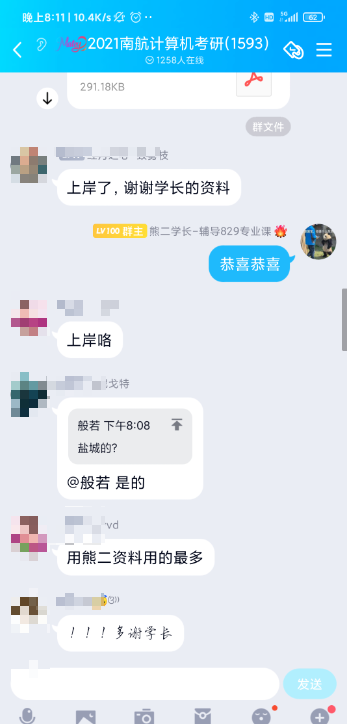 晚上8:11 | 10.4K/s
62
2021南航计算机考研(1593)
1258人在线
291.18KB
群文件
上岸了，谢谢学长的资料
LV100 群主 熊二学长-辅导829专业课
恭喜恭喜
上岸咯
戈特
般若 下午8:08
盐城的?
@般若 是的
vd
用熊二资料用的最多
！！！多谢学长
发送